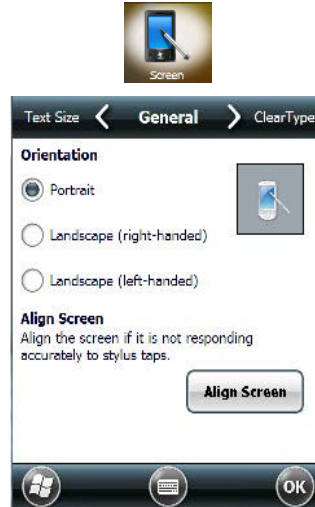 Screen
Text Size General ClearType
Orientation
Portrait
Landscape (right-handed)
Landscape (left-handed)
Align Screen
Align the screen if it is not responding
accurately to stylus taps.
Align Screen
OK